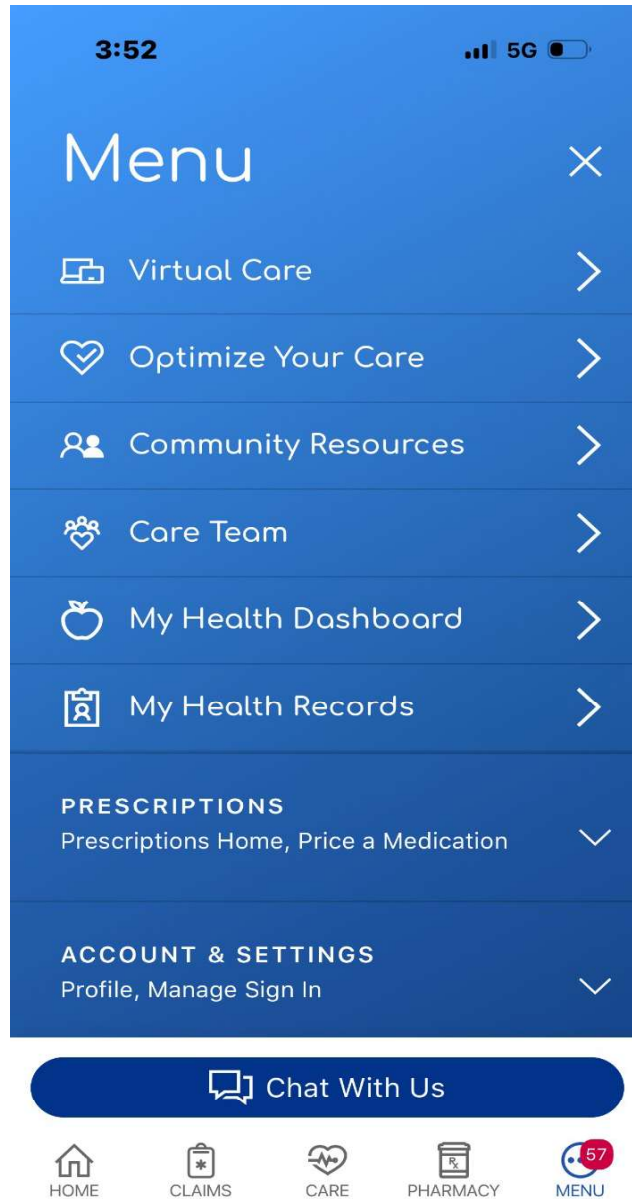 3:52
5G
Menu
Virtual Care
Optimize Your Care
Community Resources
Care Team
My Health Dashboard
My Health Records
PRESCRIPTIONS
Prescriptions Home, Price a Medication
ACCOUNT & SETTINGS
Profile, Manage Sign In
Chat With Us
Rx
57
HOME
CLAIMS
CARE
PHARMACY
MENU